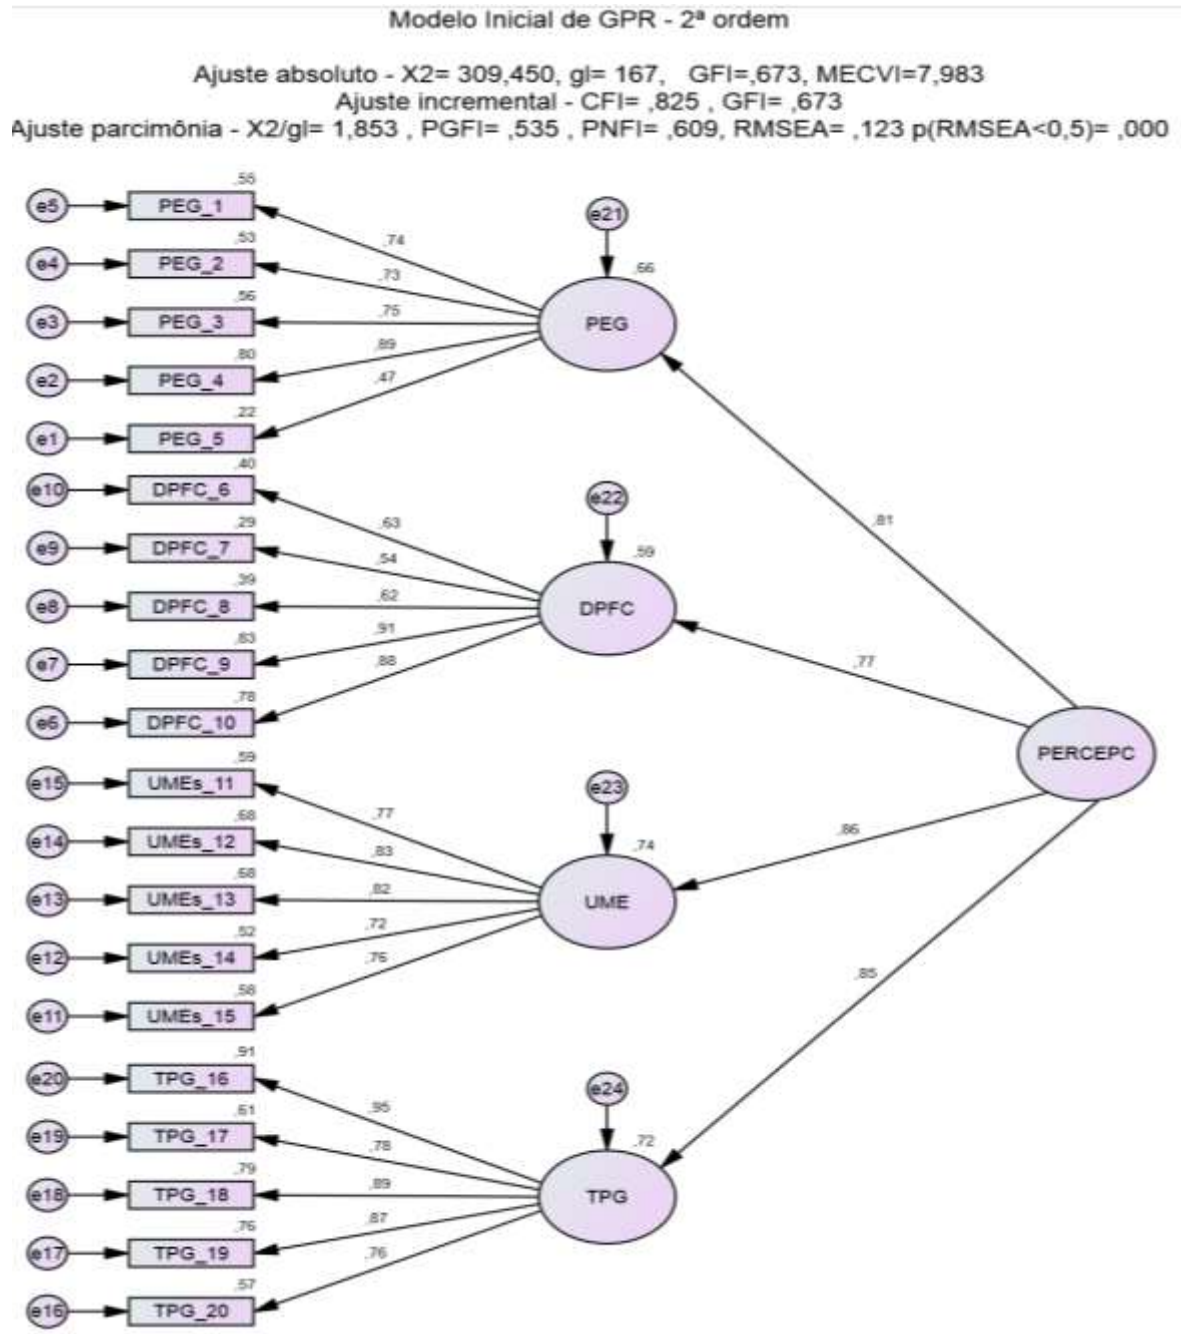 Modelo Inicial de GPR - 2ª ordem
Ajuste absoluto - X2= 309,450, gl= 167, GFI=,673, MECVI=7,983
Ajuste incremental - CFI= ,825 , GFI= ,673
Ajuste parcimônia - X2/gl= 1,853 , PGFI= ,535 , PNFI= ,609, RMSEA= ,123 p(RMSEA<0,5)= ,000
,55
e5 PEG_1
,74
e21
,53
e4 PEG_2
,73
,66
,56
e3 PEG_3
,75
PEG
,80
e2 PEG_4
,89
,47
,22
e1 PEG_5
,40
e10 DPFC_6
,63
e22
,81
,29
e9 DPFC_7
,54
,59
,39
e8 DPFC_8
,62
DPFC
,83
e7 DPFC_9
,91
,88
,77
,78
e6 DPFC_10
PERCEPC
,59
e15 UMEs_11
,77
e23
,68
e14 UMEs_12
,83
,74
,86
,68
e13 UMEs_13
,82
UME
,52
e12 UMEs_14
,72
,76
,58
e11 UMEs_15
,85
,91
e20 TPG_16
,95
e24
,61
e19 TPG_17
,78
,72
,79
e18 TPG_18
,89
TPG
,76
e17 TPG_19
,87
,76
,57
e16 TPG_20